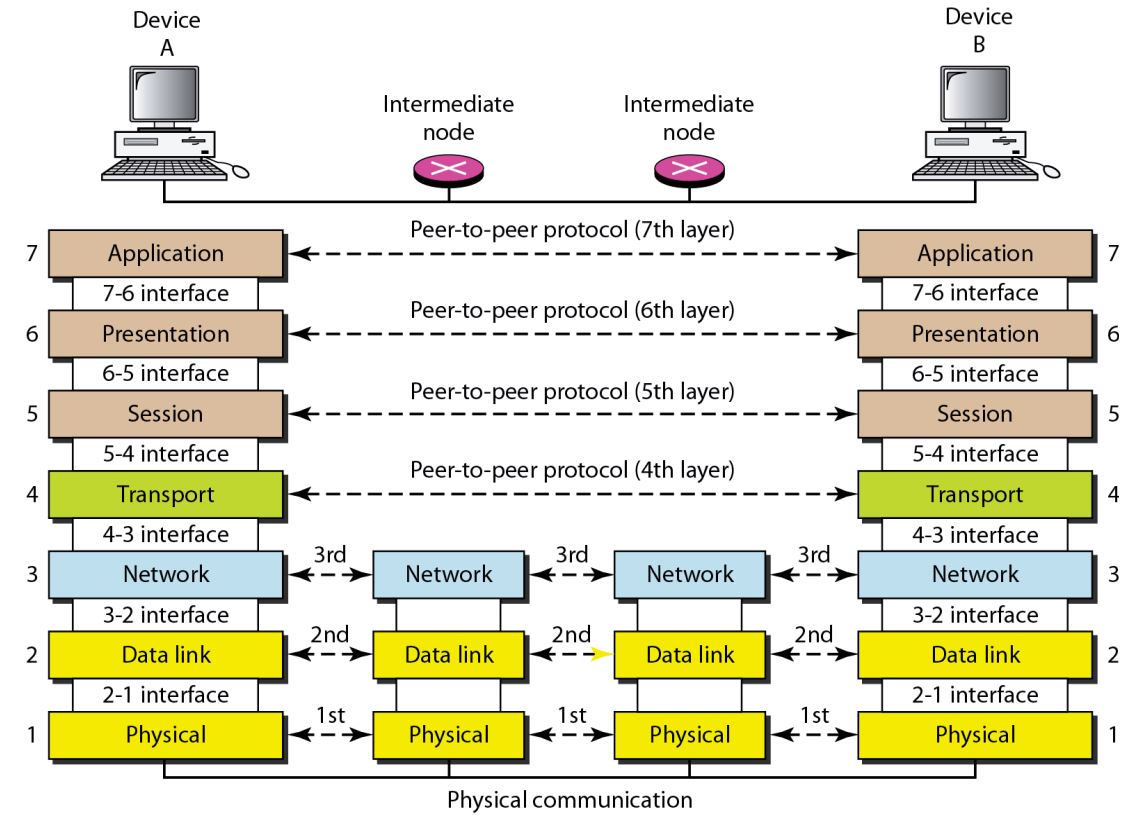 Device
A
Device
B
Intermediate
node
Intermediate
node
Peer-to-peer protocol (7th layer)
7 Application Application 7
7-6 interface 7-6 interface
Peer-to-peer protocol (6th layer)
6 Presentation Presentation 6
6-5 interface 6-5 interface
Peer-to-peer protocol (5th layer)
5 Session Session 5
5-4 interface 5-4 interface
Peer-to-peer protocol (4th layer)
4 Transport Transport 4
4-3 interface 4-3 interface
3rd 3rd 3rd
3 Network Network Network Network 3
3-2 interface 3-2 interface
2nd 2nd 2nd
2 Data link Data link Data link Data link 2
2-1 interface 2-1 interface
1st 1st 1st
1 Physical Physical Physical Physical 1
Physical communication